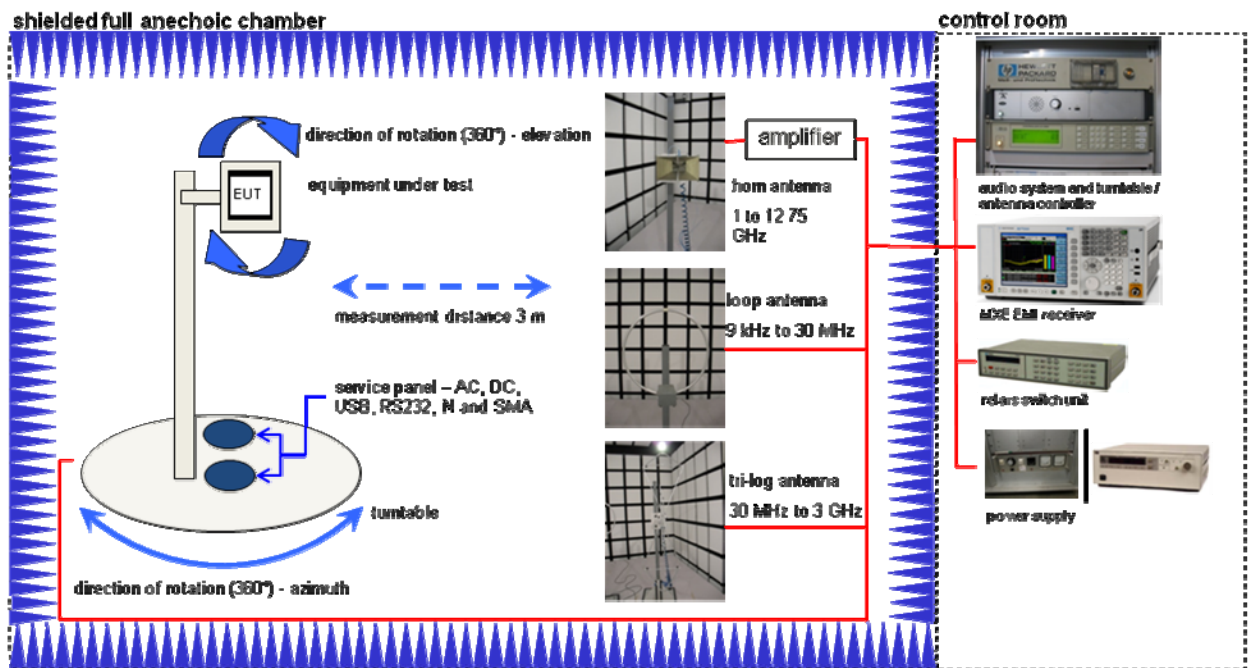 shielded full anechoic chamber
control room
direction of rotation (360°) - elevation
equipment under test
EUT
measurement distance 3 m
service panel – AC, DC,
USB, RS232, N and SMA
turntable
direction of rotation (360°) - azimuth
amplifier
horn antenna
1 to 12.75
GHz
loop antenna
9 kHz to 30 MHz
tri-log antenna
30 MHz to 3 GHz
HEWLETT
PACKARD
audio system and turntable /
antenna controller
MXE EMI receiver
relais switch unit
power supply